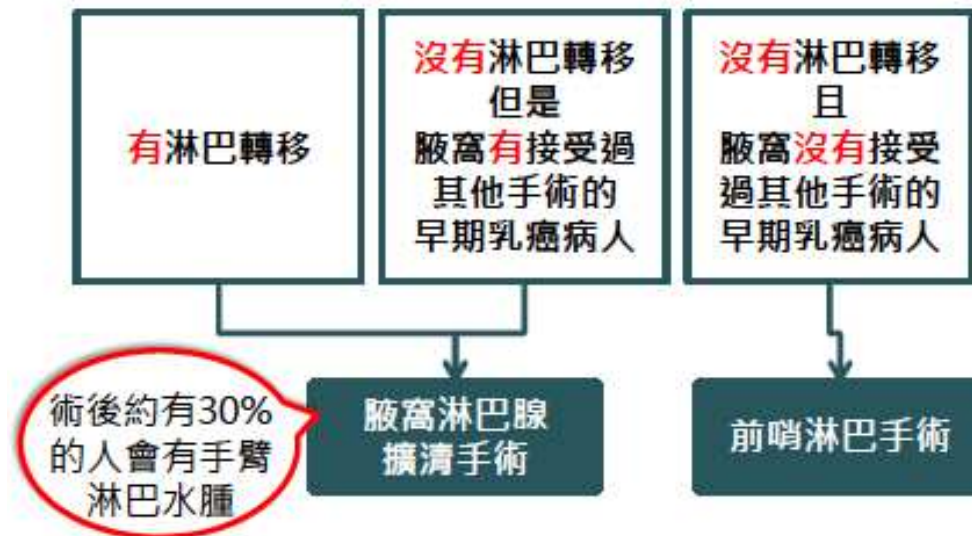 有淋巴轉移
沒有淋巴轉移
但是
腋窩有接受過
其他手術的
早期乳癌病人
沒有淋巴轉移
且
腋窩沒有接受
過其他手術的
早期乳癌病人
術後約有30%
的人會有手臂
淋巴水腫
腋窩淋巴腺
擴清手術
前哨淋巴手術